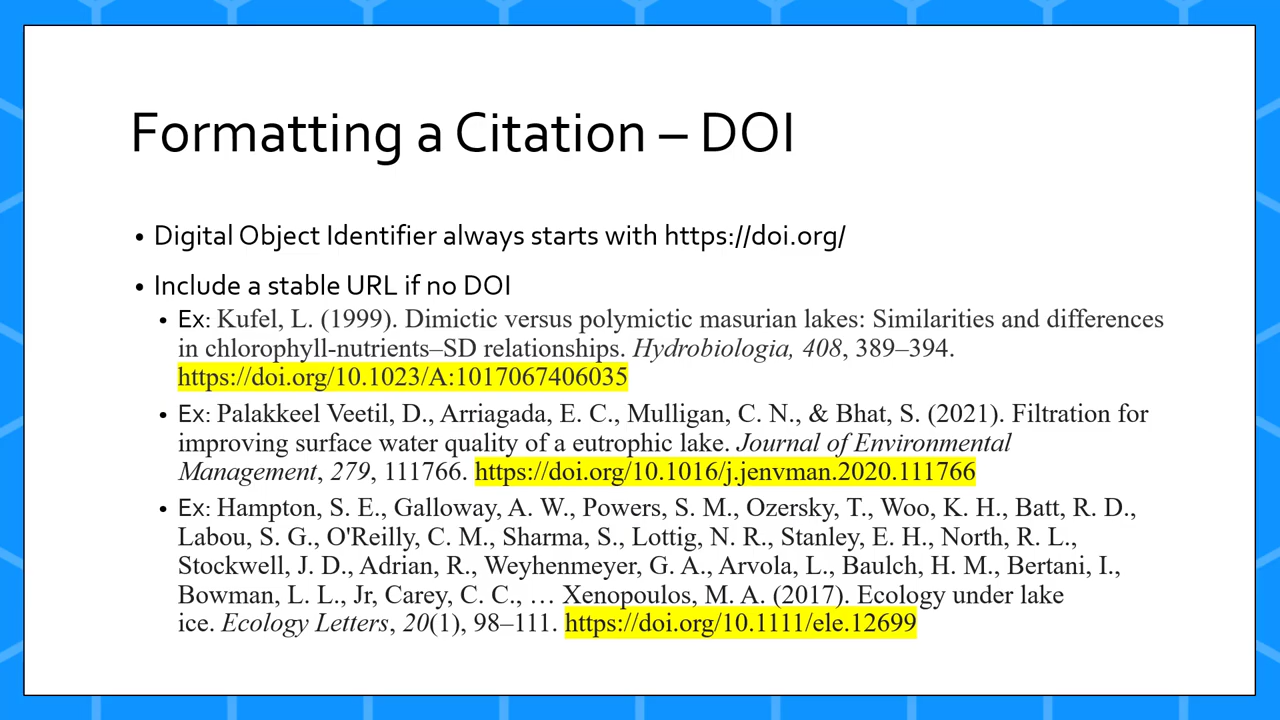 Formatting a Citation – DOI
• Digital Object Identifier always starts with https://doi.org/
• Include a stable URL if no DOI
• Ex: Kufel, L. (1999). Dimictic versus polymictic masurian lakes: Similarities and differences
in chlorophyll-nutrients–SD relationships. Hydrobiologia, 408, 389–394.
https://doi.org/10.1023/A:1017067406035
• Ex: Palakkeel Veetil, D., Arriagada, E. C., Mulligan, C. N., & Bhat, S. (2021). Filtration for
improving surface water quality of a eutrophic lake. Journal of Environmental
Management, 279, 111766. https://doi.org/10.1016/j.jenvman.2020.111766
• Ex: Hampton, S. E., Galloway, A. W., Powers, S. M., Ozersky, T., Woo, K. H., Batt, R. D.,
Labou, S. G., O'Reilly, C. M., Sharma, S., Lottig, N. R., Stanley, E. H., North, R. L.,
Stockwell, J. D., Adrian, R., Weyhenmeyer, G. A., Arvola, L., Baulch, H. M., Bertani, I.,
Bowman, L. L., Jr, Carey, C. C., … Xenopoulos, M. A. (2017). Ecology under lake
ice. Ecology Letters, 20(1), 98–111. https://doi.org/10.1111/ele.12699